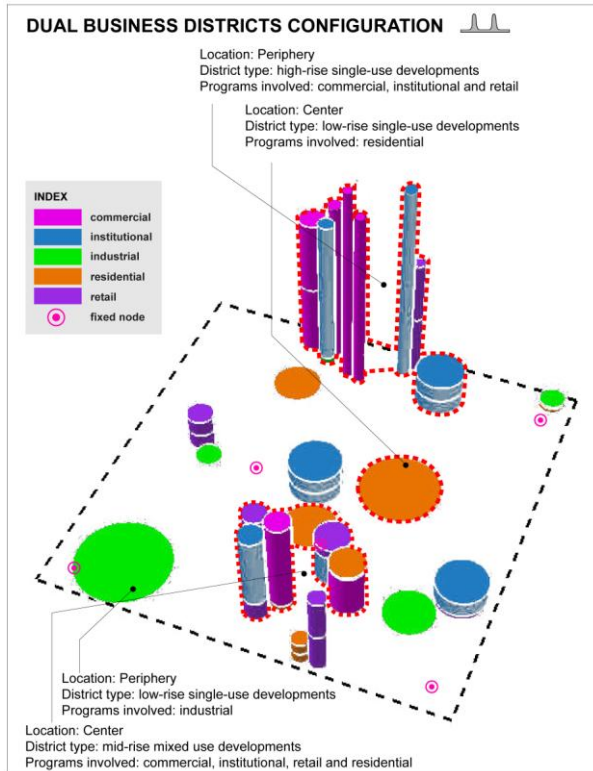 DUAL BUSINESS DISTRICTS CONFIGURATION
Location: Periphery
District type: high-rise single-use developments
Programs involved: commercial, institutional and retail
Location: Center
District type: low-rise single-use developments
Programs involved: residential
INDEX
commercial
institutional
industrial
residential
retail
fixed node
Location: Periphery
District type: low-rise single-use developments
Programs involved: industrial
Location: Center
District type: mid-rise mixed use developments
Programs involved: commercial, institutional, retail and residential